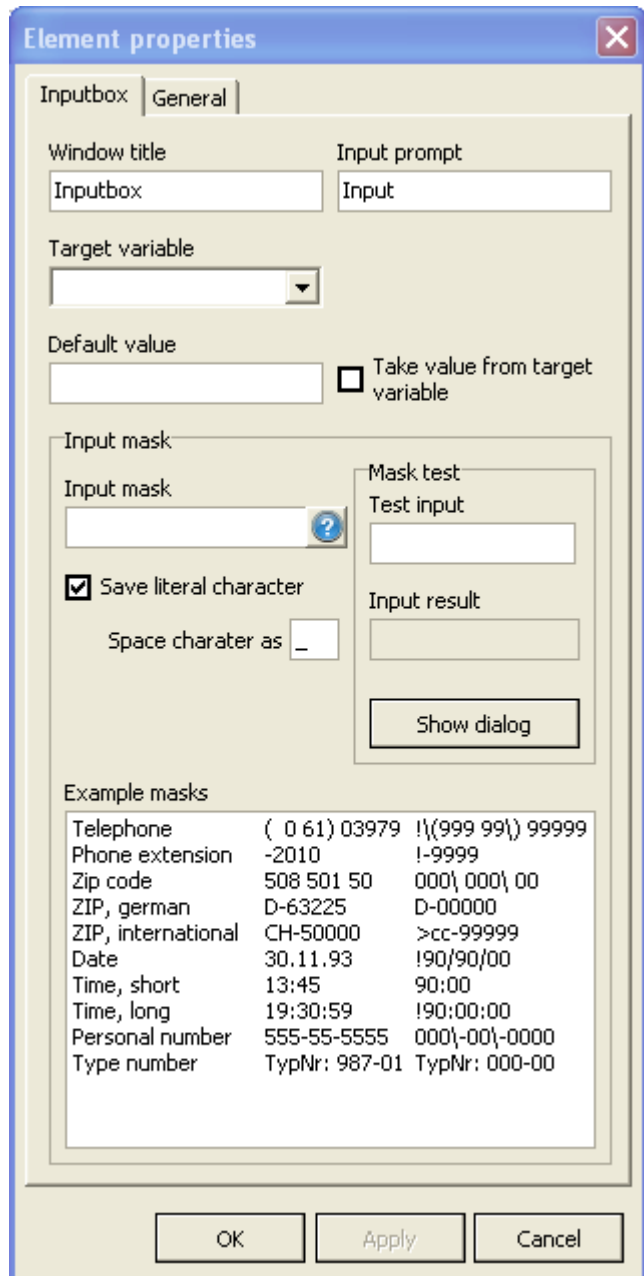 Element properties
Inputbox General
Window title Input prompt
Inputbox Input
Target variable
Default value
Take value from target
variable
Input mask
Input mask
Save literal character
Space charater as _
Mask test
Test input
Input result
Show dialog
Example masks
Telephone ( 0 61) 03979 !\(999 99\) 99999
Phone extension -2010 !-9999
Zip code 508 501 50 000\ 000\ 00
ZIP, german D-63225 D-00000
ZIP, international CH-50000 >cc-99999
Date 30.11.93 !90/90/00
Time, short 13:45 90:00
Time, long 19:30:59 !90:00:00
Personal number 555-55-5555 000\-00\-0000
Type number TypNr: 987-01 TypNr: 000-00
OK Apply Cancel